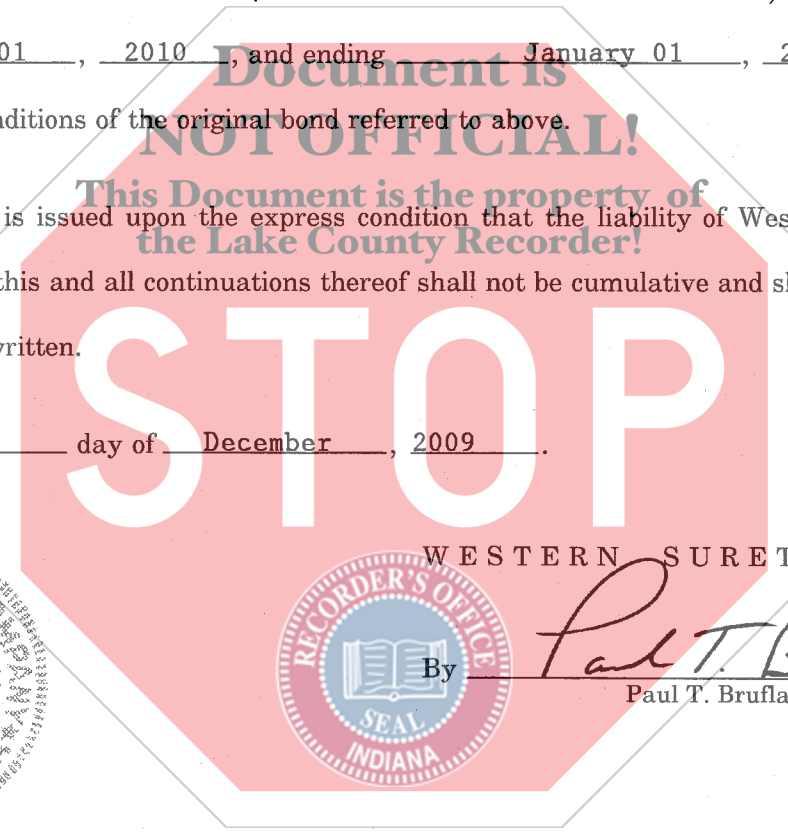 01, 2010, and ending January 01, 2
Document is
nditions of the original bond referred to above.
NOT OFFICIAL!
This Document is the property of
is issued upon the express condition that the liability of Wes
the Lake County Recorder!
this and all continuations thereof shall not be cumulative and sh
written.
STOP
day of December, 2009.
WESTERN SURET
RECORDER'S OFFICE
SEAL
INDIANA
Paul T. B
By
Paul T. Brufla